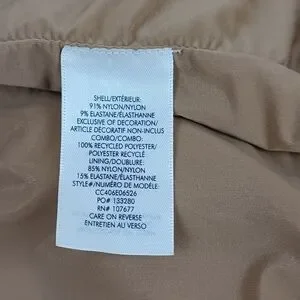 SHELL/EXTÉRIEUR:
91% NYLON/NYLON
9% ELASTANE/ÉLASTHANNE
EXCLUSIVE OF DECORATION/
ARTICLE DÉCORATIF NON-INCLUS
COMBO/COMBO:
100% RECYCLED POLYESTER/
POLYESTER RECYCLÉ
LINING/DOUBLURE:
85% NYLON/NYLON
15% ELASTANE/ÉLASTHANNE
STYLE#/NUMÉRO DE MODÈLE:
CC406E06526
PO# 133280
RN# 107677
CARE ON REVERSE
ENTRETIEN AU VERSO